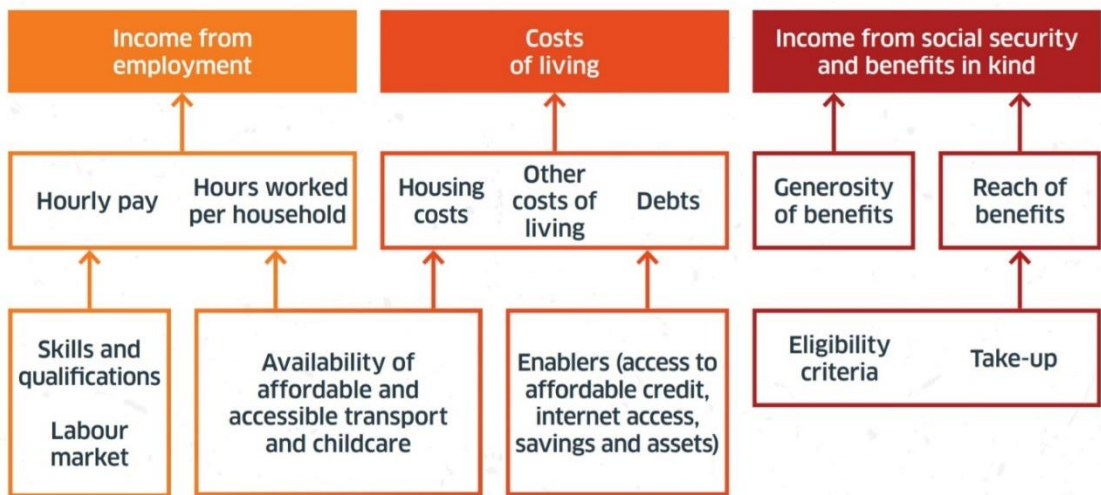 Income from
employment
Costs
of living
Income from social security
and benefits in kind
Hourly pay
Hours worked
per household
Housing
costs
Other
costs of
living
Debts
Generosity
of benefits
Reach of
benefits
Skills and
qualifications
Labour
market
Availability of
affordable and
accessible transport
and childcare
Enablers (access to
affordable credit,
internet access,
savings and assets)
Eligibility
criteria
Take-up